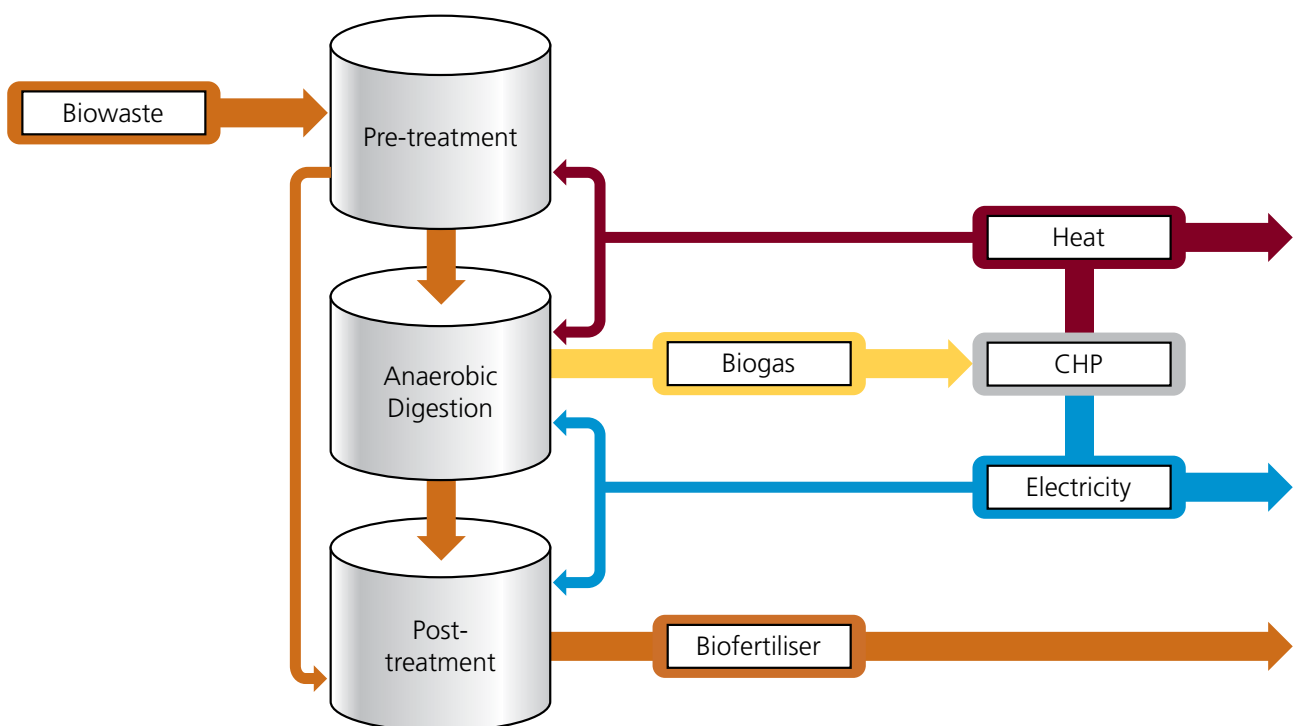 Biowaste
Pre-treatment
Heat
Anaerobic
Digestion
Biogas
CHP
Electricity
Post-
treatment
Biofertiliser